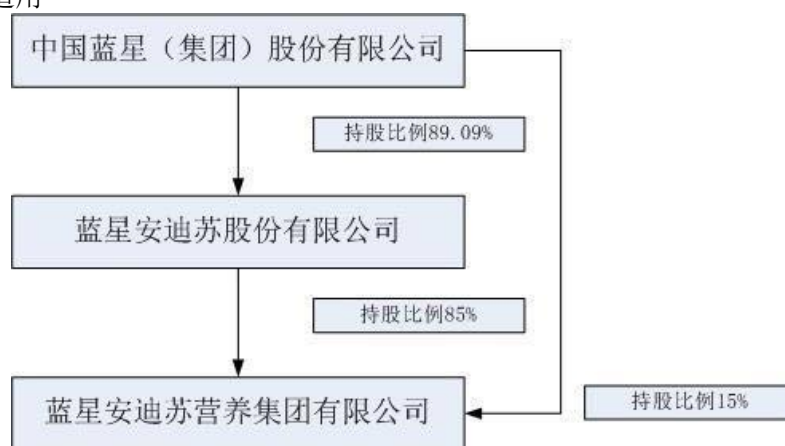 适用
中国蓝星（集团）股份有限公司
持股比例89.09%
蓝星安迪苏股份有限公司
持股比例85%
蓝星安迪苏营养集团有限公司
持股比例15%